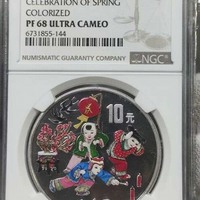 CELEBRATION OF SPRING
COLORIZED
PF 68 ULTRA CAMEO
6731855-144
NUMISMATIC GUARANTY COMPANY
NGC
10元